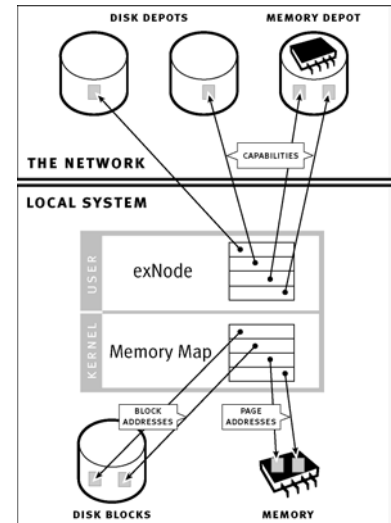 DISK DEPOTS
MEMORY DEPOT
CAPABILITIES
THE NETWORK
LOCAL SYSTEM
USER
exNode
KERNEL
Memory Map
BLOCK
ADDRESSES
PAGE
ADDRESSES
DISK BLOCKS
MEMORY